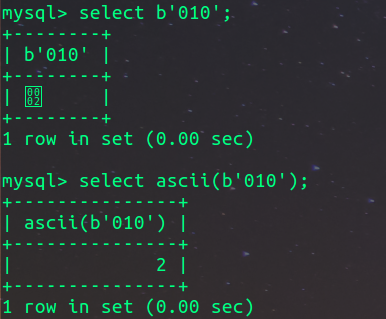 mysql> select b'010';
+--------+
| b'010' |
+--------+
| 0002       |
+--------+
1 row in set (0.00 sec)

mysql> select ascii(b'010');
+---------------+
| ascii(b'010') |
+---------------+
|             2 |
+---------------+
1 row in set (0.00 sec)